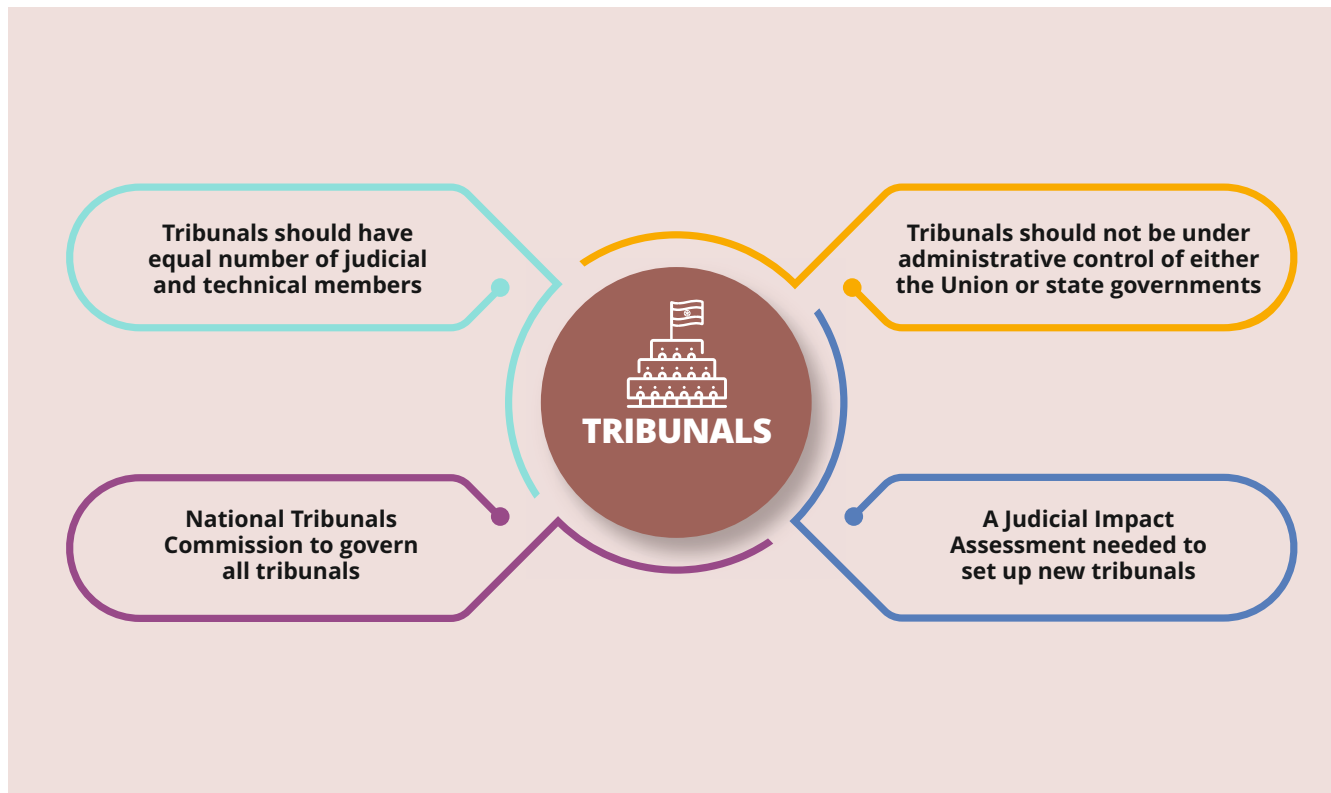 Tribunals should have
equal number of judicial
and technical members
Tribunals should not be under
administrative control of either
the Union or state governments
TRIBUNALS
National Tribunals
Commission to govern
all tribunals
A Judicial Impact
Assessment needed to
set up new tribunals